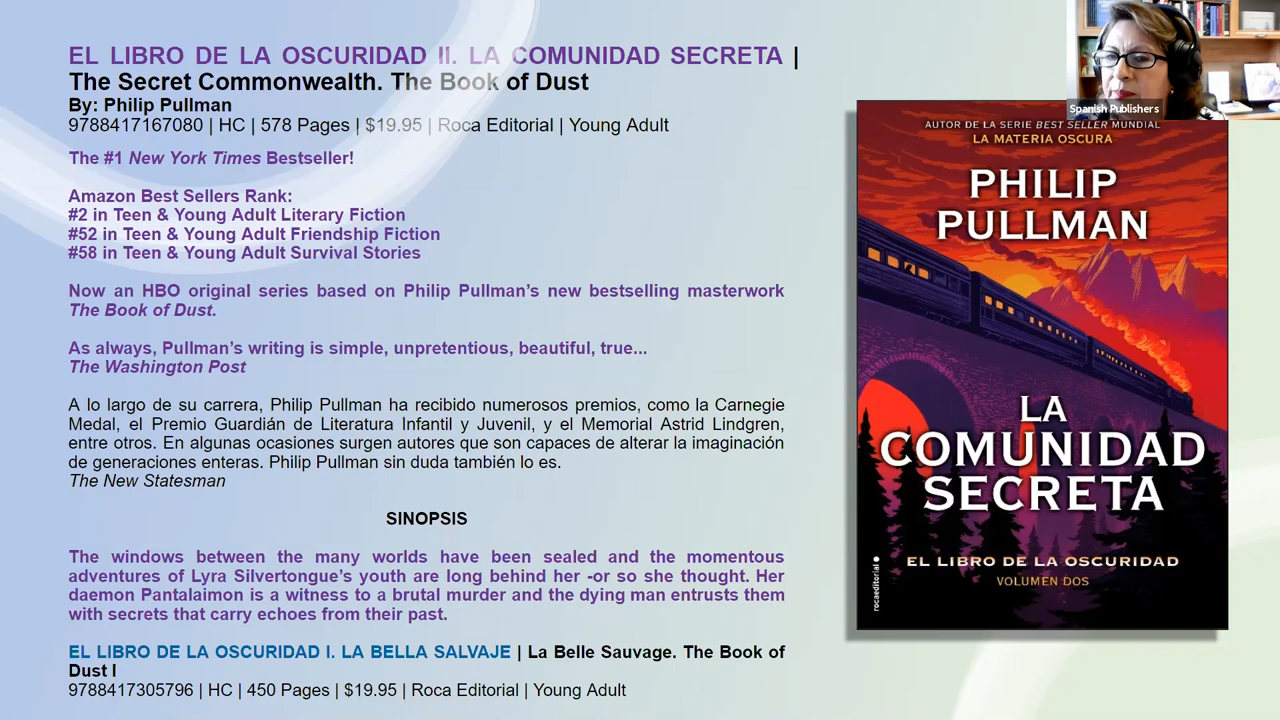 EL LIBRO DE LA OSCURIDAD II. LA COMUNIDAD SECRETA |
The Secret Commonwealth. The Book of Dust
By: Philip Pullman
9788417167080 | HC | 578 Pages | $19.95 | Roca Editorial | Young Adult
The #1 New York Times Bestseller!
Amazon Best Sellers Rank:
#2 in Teen & Young Adult Literary Fiction
#52 in Teen & Young Adult Friendship Fiction
#58 in Teen & Young Adult Survival Stories
Now an HBO original series based on Philip Pullman's new bestselling masterwork
The Book of Dust.
As always, Pullman's writing is simple, unpretentious, beautiful, true...
The Washington Post
A lo largo de su carrera, Philip Pullman ha recibido numerosos premios, como la Carnegie
Medal, el Premio Guardián de Literatura Infantil y Juvenil, y el Memorial Astrid Lindgren,
entre otros. En algunas ocasiones surgen autores que son capaces de alterar la imaginación
de generaciones enteras. Philip Pullman sin duda también lo es.
The New Statesman
SINOPSIS
The windows between the many worlds have been sealed and the momentous
adventures of Lyra Silvertongue's youth are long behind her -or so she thought. Her
daemon Pantalaimon is a witness to a brutal murder and the dying man entrusts them
with secrets that carry echoes from their past.
EL LIBRO DE LA OSCURIDAD I. LA BELLA SALVAJE | La Belle Sauvage. The Book of
Dust I
9788417305796 | HC | 450 Pages | $19.95 | Roca Editorial | Young Adult
Spanish Publishers
AUTOR DE LA SERIE BEST SELLER MUNDIAL
LA MATERIA OSCURA
PHILIP
PULLMAN
LA
COMUNIDAD
SECRETA
EL LIBRO DE LA OSCURIDAD
VOLUMEN DOS
rocaeditorial